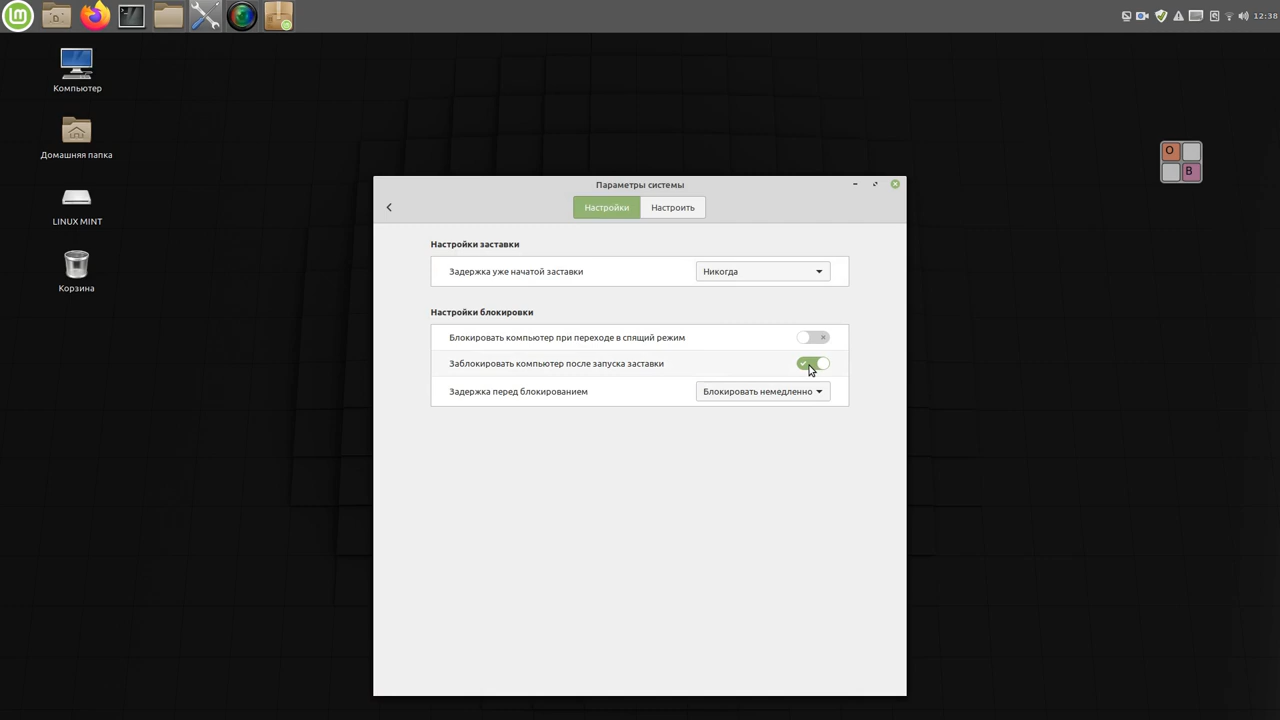 12:38
Компьютер
Домашняя папка
LINUX MINT
Корзина
O
B
Параметры системы
Настройки
Настроить
Настройки заставки
Задержка уже начатой заставки
Никогда
Настройки блокировки
Блокировать компьютер при переходе в спящий режим
Заблокировать компьютер после запуска заставки
Задержка перед блокированием
Блокировать немедленно